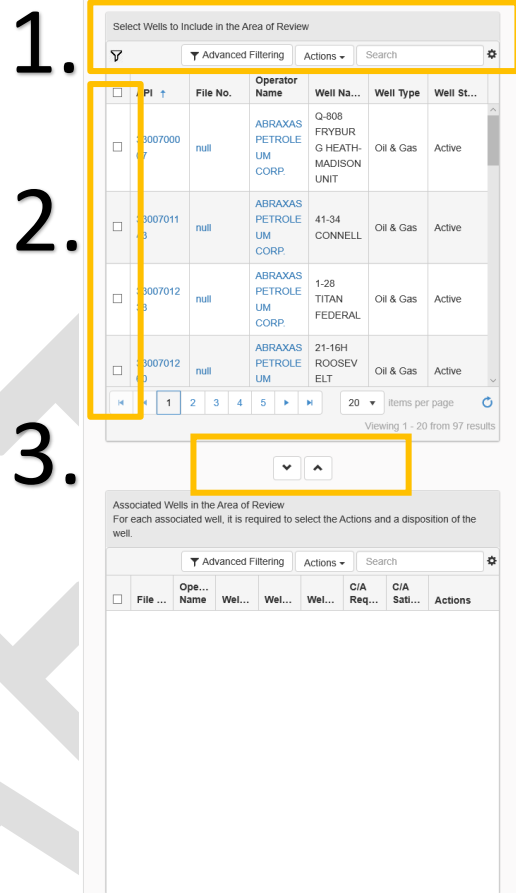 1.
Select Wells to Include in the Area of Review
Advanced Filtering Actions Search
API ↑ File No. Operator Name Well Na... Well Type Well St...
null ABRAXAS PETROLEUM CORP. Q-808 FRYBURG HEATH-MADISON UNIT Oil & Gas Active
2.
null ABRAXAS PETROLEUM CORP. 41-34 CONNELL Oil & Gas Active
null ABRAXAS PETROLEUM CORP. 1-28 TITAN FEDERAL Oil & Gas Active
null ABRAXAS PETROLEUM 21-16H ROOSEVELT Oil & Gas Active
1 2 3 4 5 20 items per page
Viewing 1 - 20 from 97 results
3.
Associated Wells in the Area of Review
For each associated well, it is required to select the Actions and a disposition of the
well.
Advanced Filtering Actions Search
File ... Ope... Name Wel... Wel... Wel... C/A Req... C/A Sati... Actions